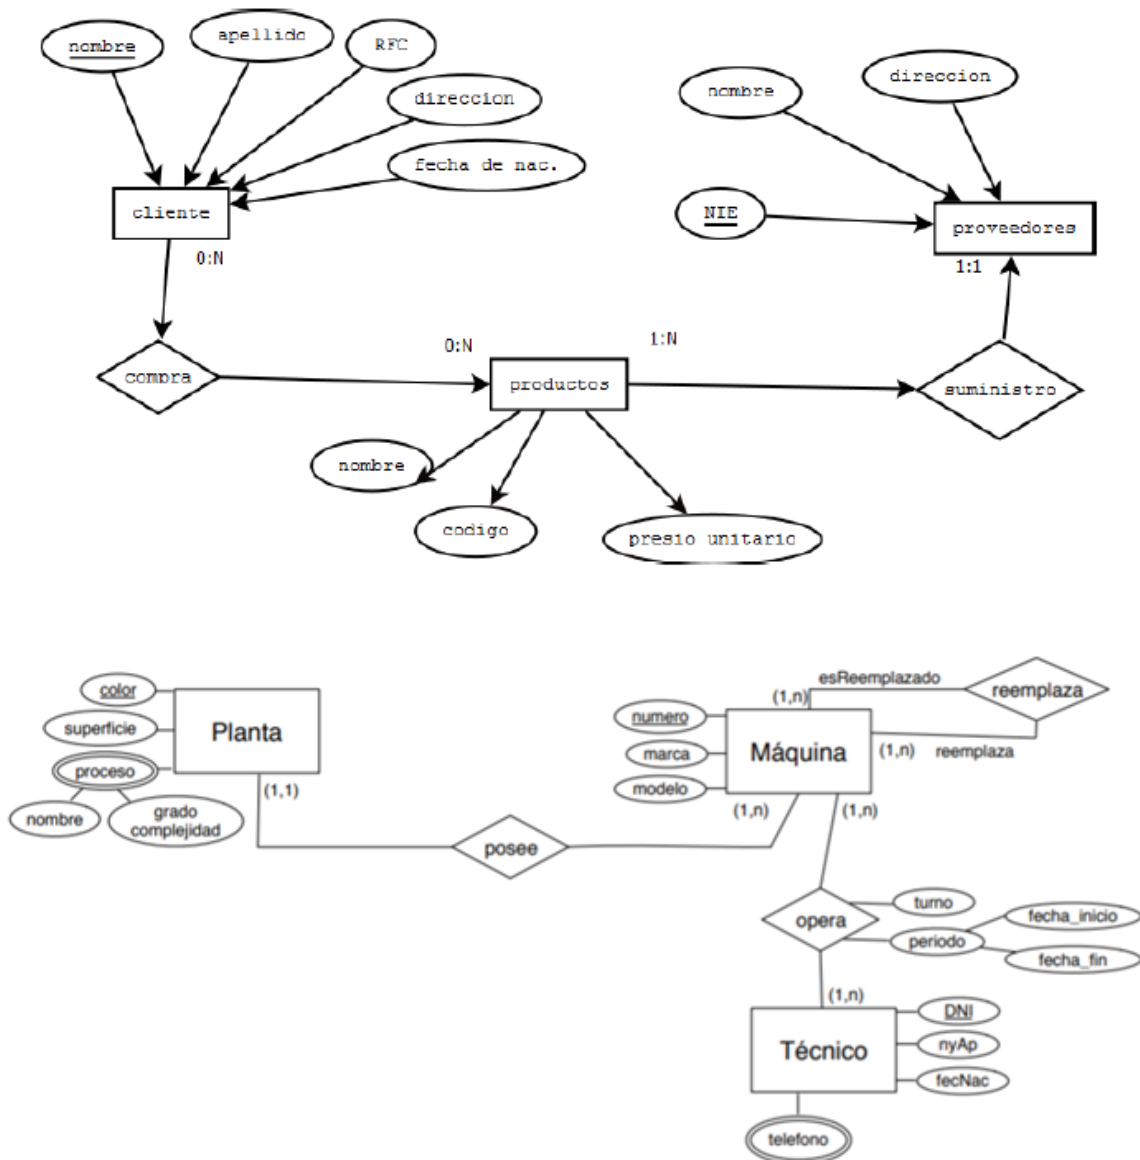 nombre
apellido
RFC
direccion
fecha de nac.
cliente
0:N
nombre
direccion
NIE
proveedores
1:1
compra
0:N
productos
1:N
suministro
nombre
codigo
presio unitario
color
superficie
proceso
nombre
grado
complejidad
Planta
(1,1)
posee
esReemplazado
(1,n)
reemplaza
numero
marca
modelo
Máquina
(1,n)
reemplaza
(1,n)
(1,n)
opera
turno
periodo
fecha_inicio
fecha_fin
(1,n)
Técnico
DNI
nyAp
fecNac
telefono